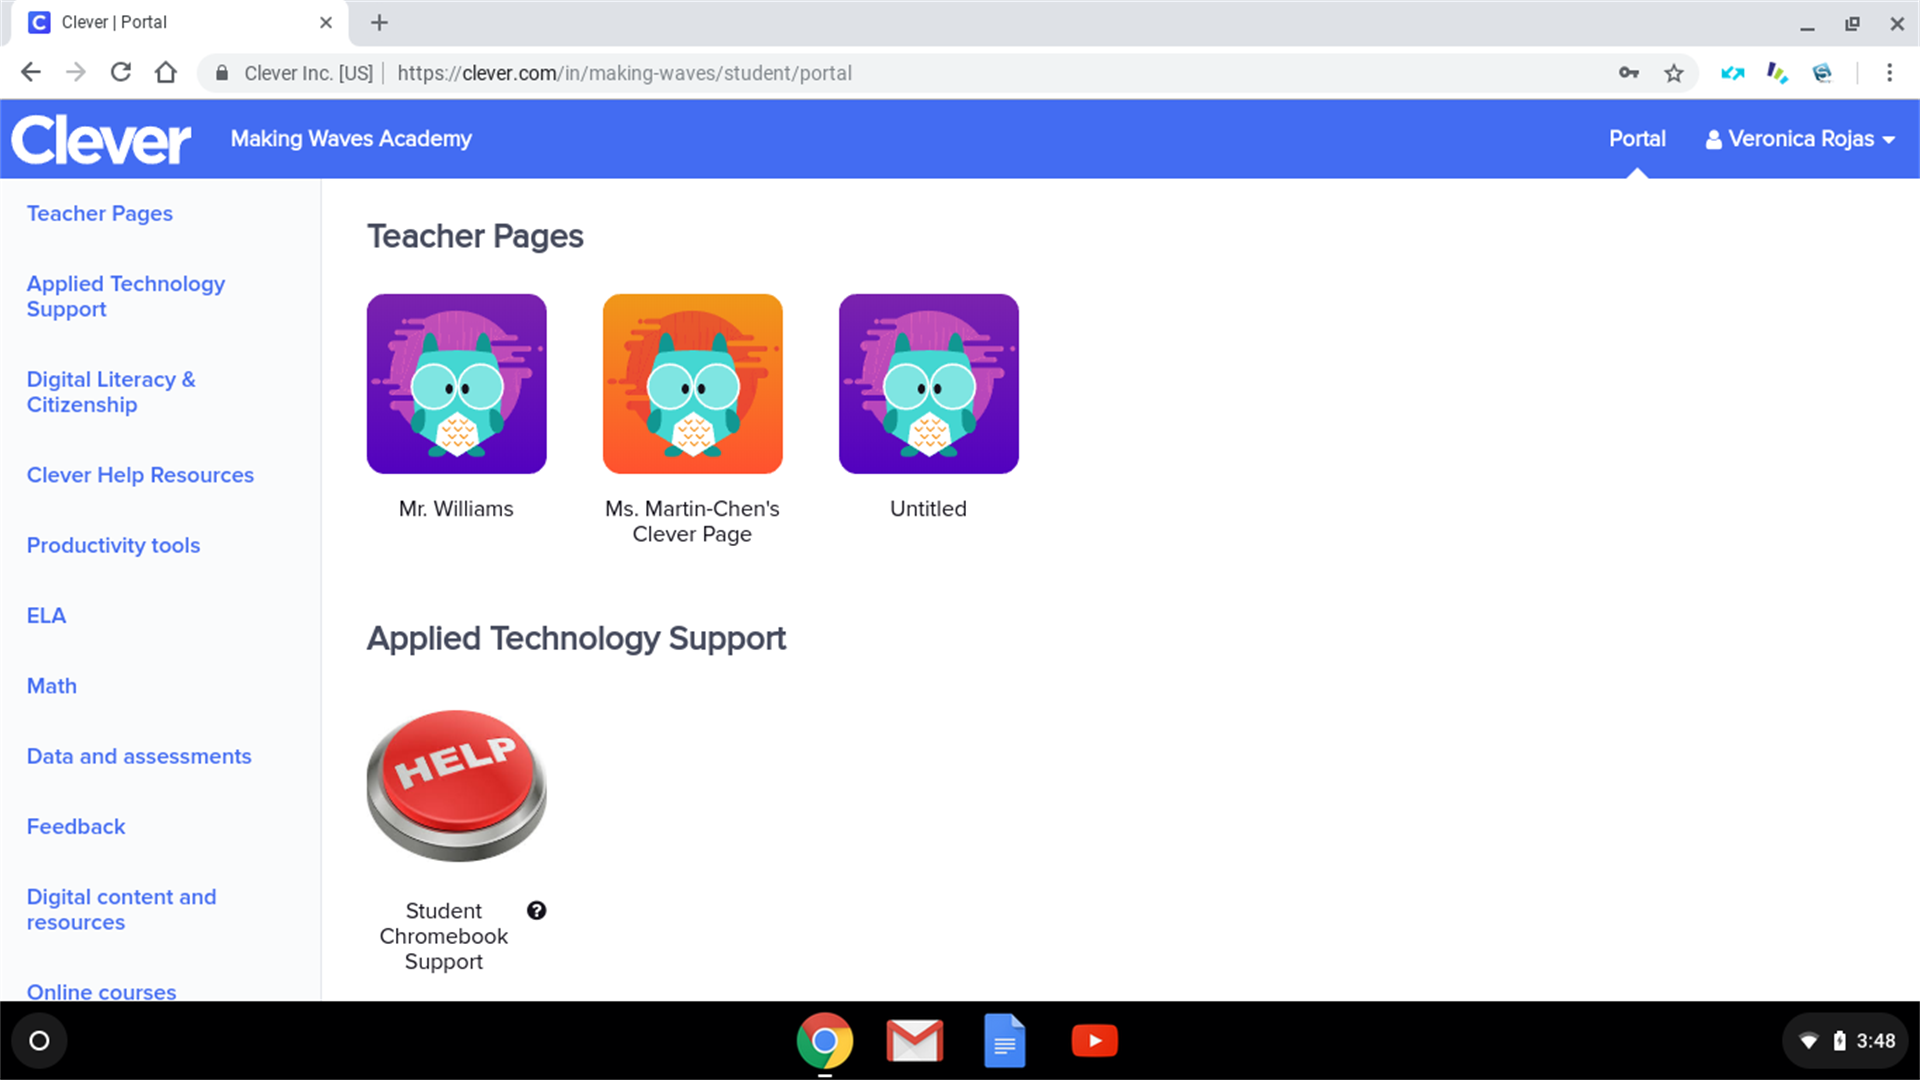 Clever | Portal
Clever Inc. [US] https://clever.com/in/making-waves/student/portal
Clever
Making Waves Academy
Portal
Veronica Rojas
Teacher Pages
Applied Technology
Support
Digital Literacy &
Citizenship
Clever Help Resources
Productivity tools
ELA
Math
Data and assessments
Feedback
Digital content and
resources
Online courses
Teacher Pages
Mr. Williams
Ms. Martin-Chen's
Clever Page
Untitled
Applied Technology Support
HELP
Student
Chromebook
Support
?
3:48